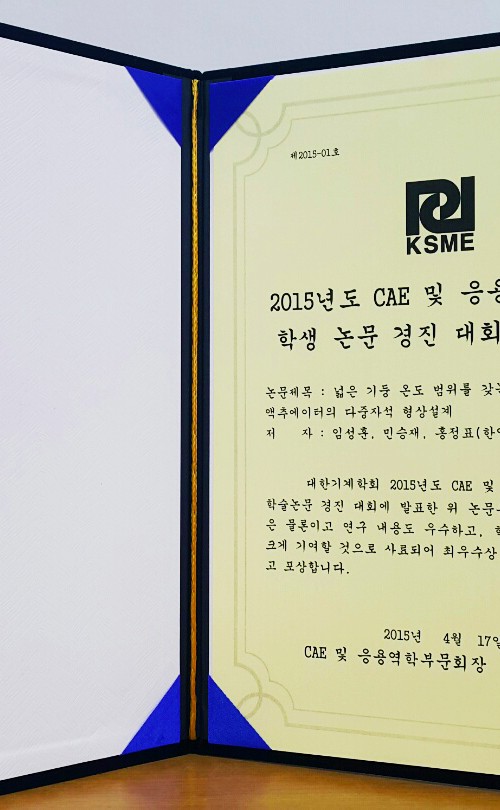 제2015-01호
KSME
2015년도 CAE 및 응용
학생 논문 경진 대회
논문제목 : 넓은 기동 온도 범위를 갖는
액추에이터의 다중자석 형상설계
저 자 : 임성훈, 민승재, 홍정표(한양
대한기계학회 2015년도 CAE 및
학술논문 경진 대회에 발표한 위 논문
은 물론이고 연구 내용도 우수하고,
크게 기여할 것으로 사료되어 최우수상
고 포상합니다.
2015년 4월 17일
CAE 및 응용역학부문회장